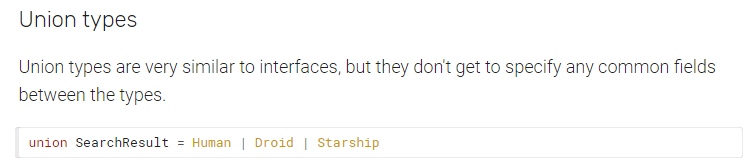 Union types
Union types are very similar to interfaces, but they don't get to specify any common fields
between the types.
union SearchResult = Human | Droid | Starship